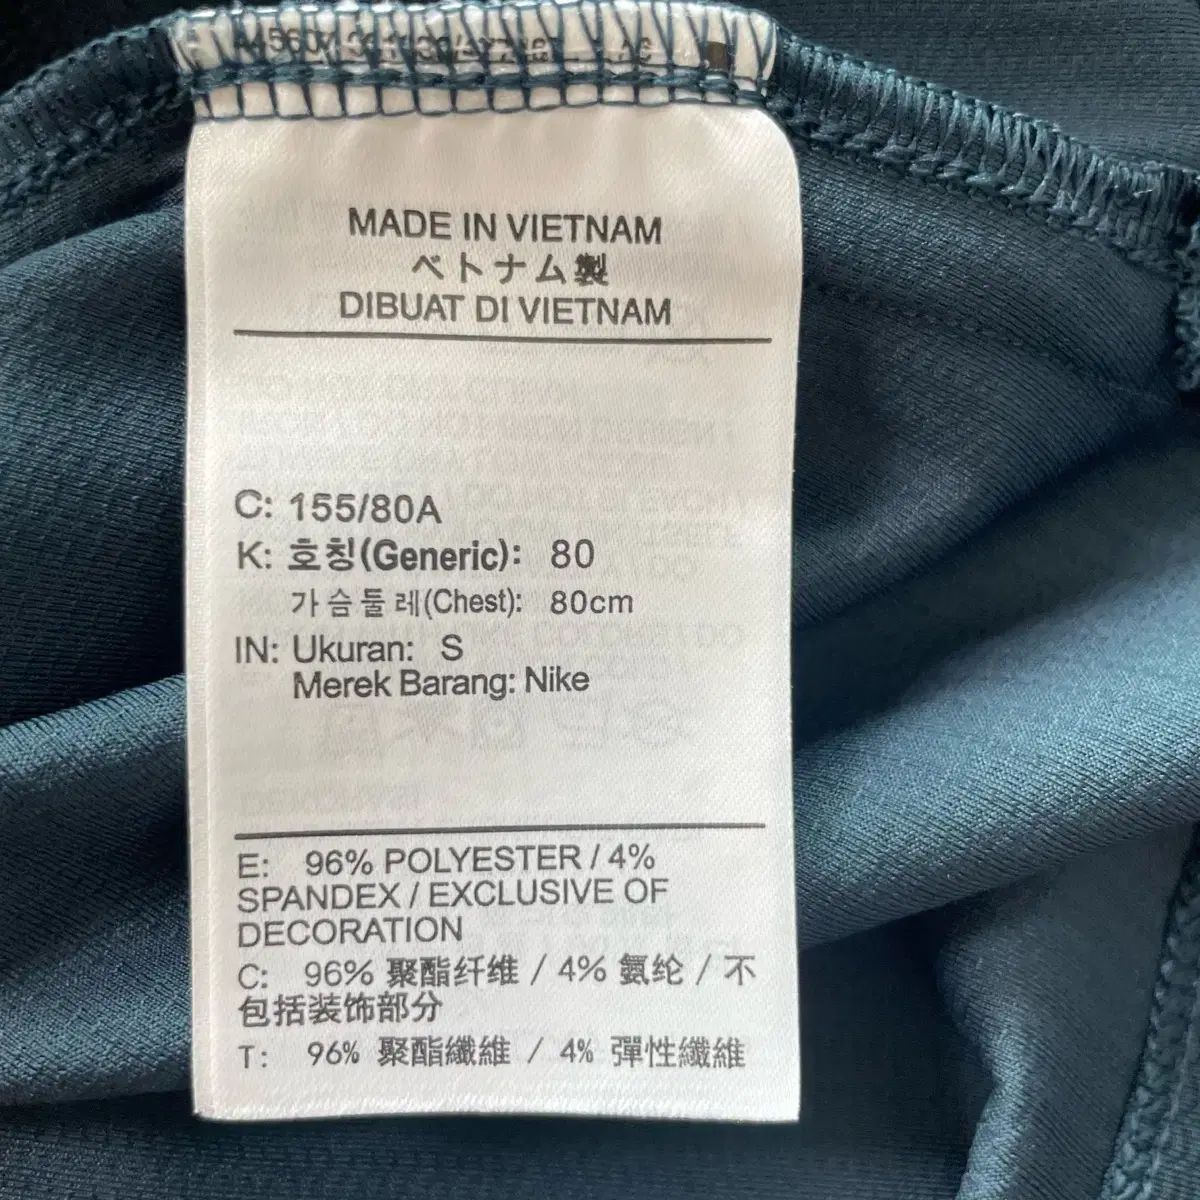 MADE IN VIETNAM
ベトナム製
DIBUAT DI VIETNAM
C: 155/80A
K: 호칭(Generic): 80
가슴둘레(Chest): 80cm
IN: Ukuran: S
Merek Barang: Nike
E: 96% POLYESTER / 4%
SPANDEX / EXCLUSIVE OF
DECORATION
C: 96% 聚酯纤维 / 4% 氨纶 / 不
包括装饰部分
T: 96% 聚酯纖維 / 4% 彈性纖維